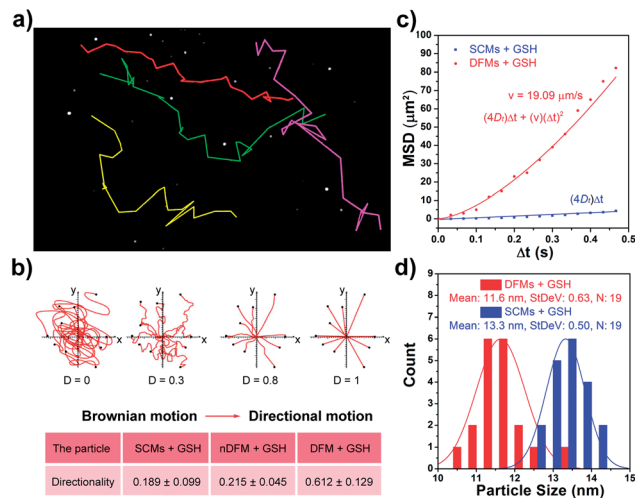 a)
b)
y y y y
x x x x
D = 0 D = 0.3 D = 0.8 D = 1
Brownian motion Directional motion
The particle SCMs + GSH nDFM + GSH DFM + GSH
Directionality 0.189 ± 0.099 0.215 ± 0.045 0.612 ± 0.129
c)
SCMs + GSH
DFMs + GSH
v = 19.09 μm/s
(4Dₜ)Δt + (v)(Δt)²
(4Dₜ)Δt
MSD (μm²)
100
90
80
70
60
50
40
30
20
10
0
-10
0.0 0.1 0.2 0.3 0.4 0.5
Δt (s)
d)
DFMs + GSH
Mean: 11.6 nm, StDeV: 0.63, N: 19
SCMs + GSH
Mean: 13.3 nm, StDeV: 0.50, N: 19
Count
9
8
7
6
5
4
3
2
1
0
10 11 12 13 14 15
Particle Size (nm)